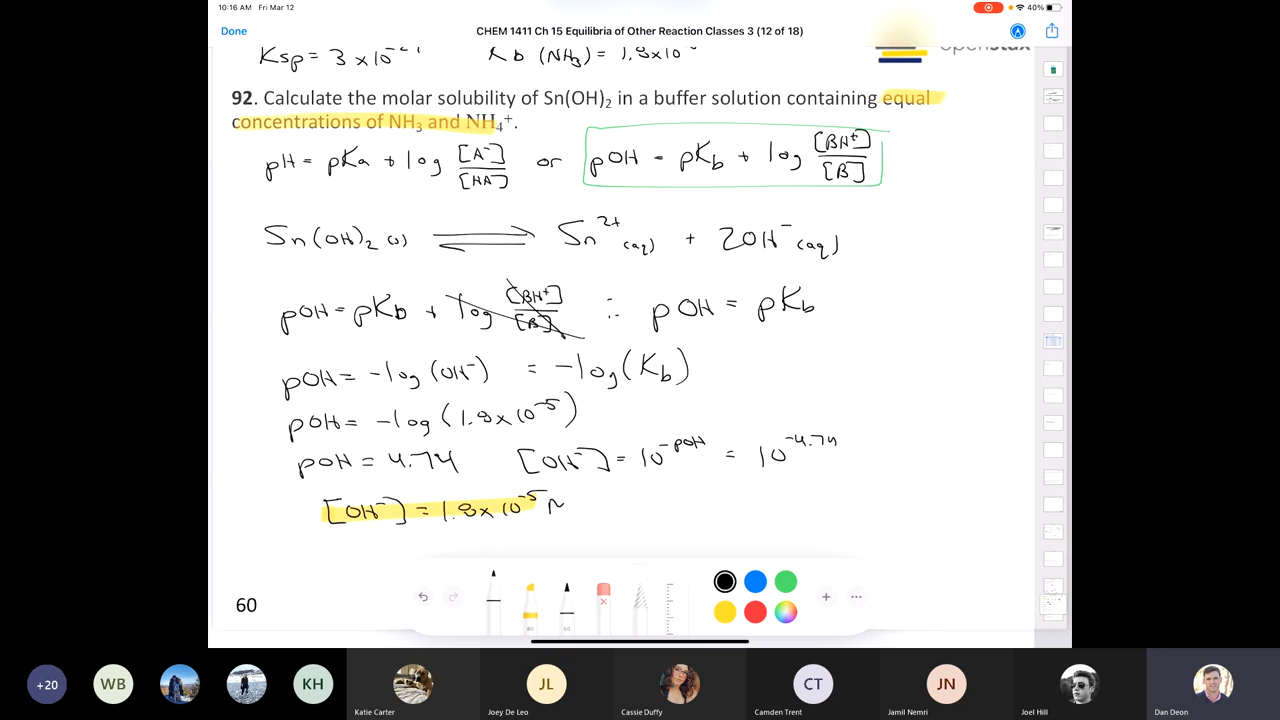 10:16 AM Fri Mar 12
40%
Done
CHEM 1411 Ch 15 Equilibria of Other Reaction Classes 3 (12 of 18)
Ksp = 3 x 10
Kb (NH₃) = 1.8x10
openstax
92. Calculate the molar solubility of Sn(OH)₂ in a buffer solution containing equal
concentrations of NH₃ and NH₄⁺.
pH = pKa + log [A⁻]/[HA] or pOH = pKb + log [BH⁺]/[B]
Sn(OH)₂ (s) ⇌ Sn²⁺ (aq) + 2OH⁻ (aq)
pOH = pKb + log [BH⁺]/[B] ∴ pOH = pKb
pOH = -log(OH⁻) = -log(Kb)
pOH = -log(1.8x10⁻⁵)
pOH = 4.74 [OH⁻] = 10⁻ᵖᴼᴴ = 10⁻⁴·⁷⁴
[OH⁻] = 1.8x10⁻⁵ M
60
+20
WB
KH
JL
CT
JN
Katie Carter
Joey De Leo
Cassie Duffy
Camden Trent
Jamil Nemri
Joel Hill
Dan Deon